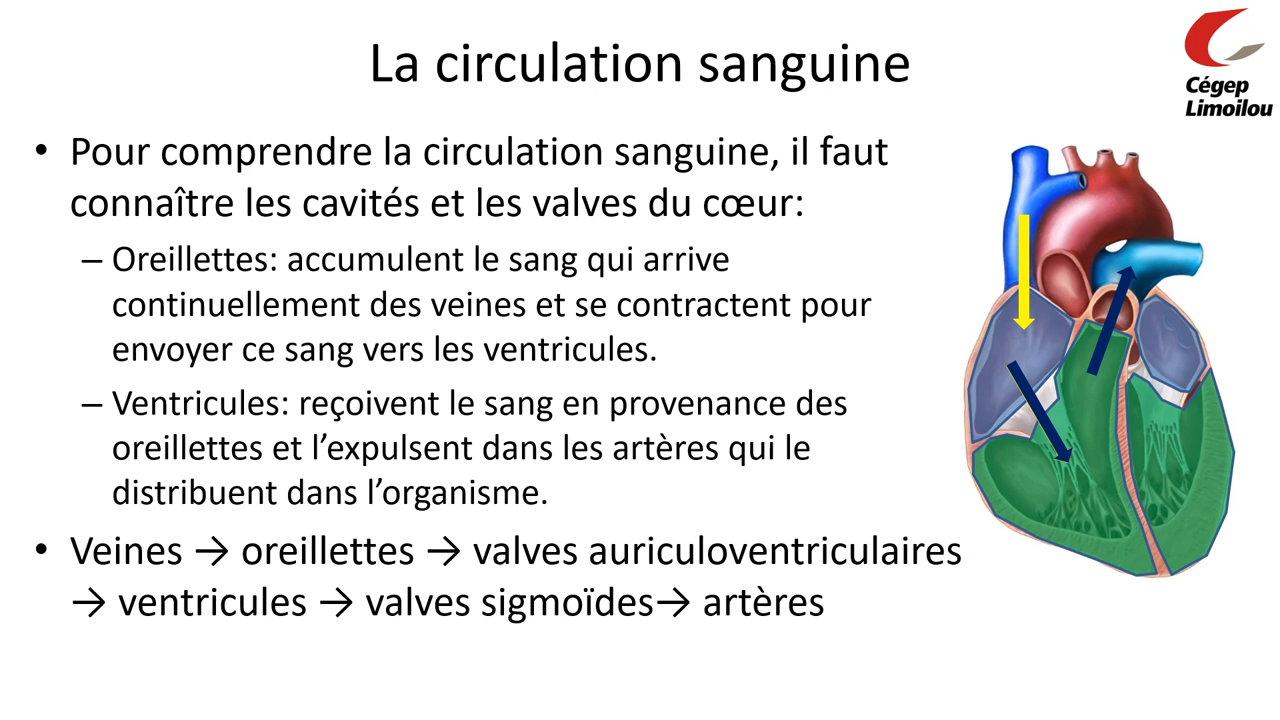 La circulation sanguine
Cégep
Limoilou
• Pour comprendre la circulation sanguine, il faut
connaître les cavités et les valves du cœur:
– Oreillettes: accumulent le sang qui arrive
continuellement des veines et se contractent pour
envoyer ce sang vers les ventricules.
– Ventricules: reçoivent le sang en provenance des
oreillettes et l’expulsent dans les artères qui le
distribuent dans l’organisme.
• Veines → oreillettes → valves auriculoventriculaires
→ ventricules → valves sigmoïdes→ artères